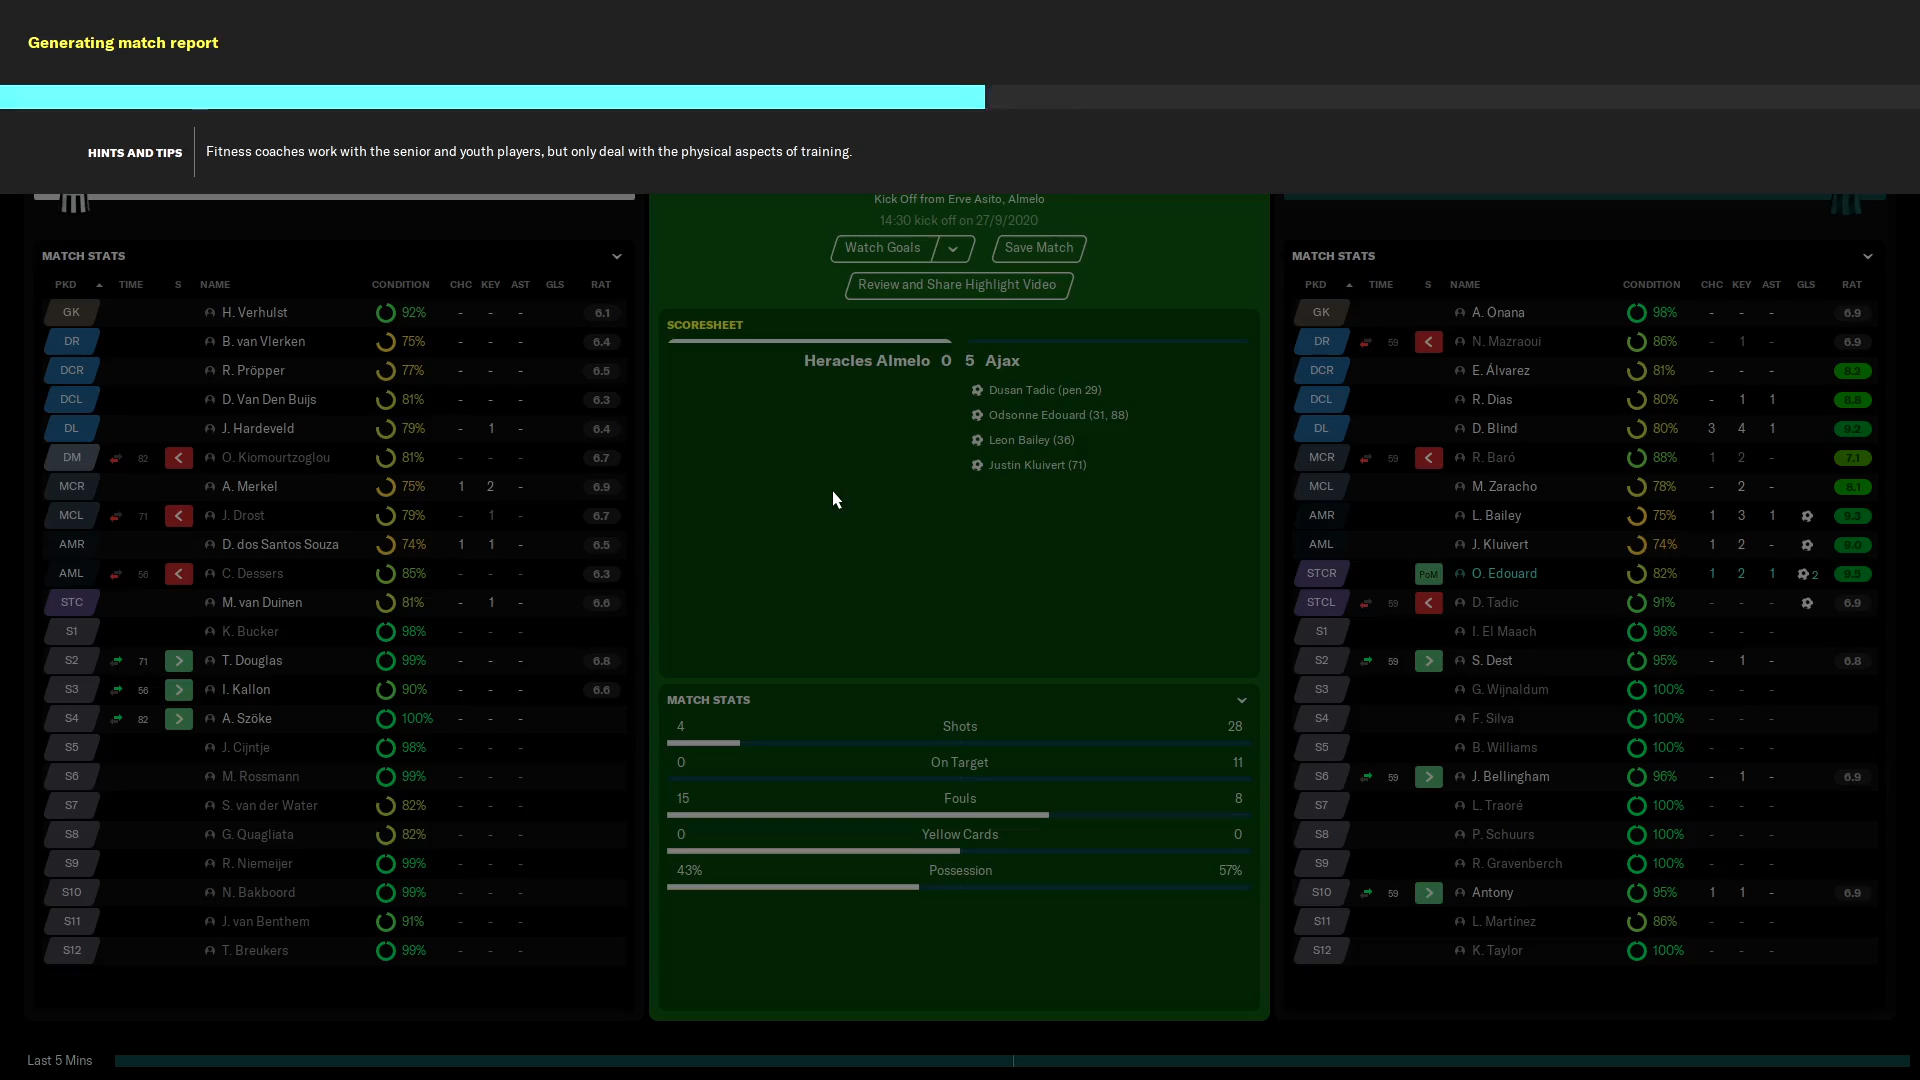 Generating match report
HINTS AND TIPS Fitness coaches work with the senior and youth players, but only deal with the physical aspects of training.
Kick Off from Erve Asito, Almelo
14:30 kick off on 27/9/2020
Watch Goals Save Match
Review and Share Highlight Video
MATCH STATS
PKD TIME S NAME CONDITION CHC KEY AST GLS RAT
GK H. Verhulst 92% - - - 6.1
DR B. van Vlerken 75% - - - 6.4
DCR R. Pröpper 77% - - - 6.5
DCL D. Van Den Buijs 81% - - - 6.3
DL J. Hardeveld 79% - 1 - 6.4
DM 82 O. Kiomourtzoglou 81% - - - 6.7
MCR A. Merkel 75% 1 2 - 6.9
MCL 71 J. Drost 79% - 1 - 6.7
AMR D. dos Santos Souza 74% 1 1 - 6.5
AML 56 C. Dessers 85% - - - 6.3
STC M. van Duinen 81% - 1 - 6.6
S1 K. Bucker 98% - - -
S2 71 T. Douglas 99% - - - 6.8
S3 56 I. Kallon 90% - - - 6.6
S4 82 A. Szöke 100% - - -
S5 J. Cijntje 98% - - -
S6 M. Rossmann 99% - - -
S7 S. van der Water 82% - - -
S8 G. Quagliata 82% - - -
S9 R. Niemeijer 99% - - -
S10 N. Bakboord 99% - - -
S11 J. van Benthem 91% - - -
S12 T. Breukers 99% - - -
SCORESHEET
Heracles Almelo 0 5 Ajax
Dusan Tadic (pen 29)
Odsonne Edouard (31, 88)
Leon Bailey (36)
Justin Kluivert (71)
MATCH STATS
4 Shots 28
0 On Target 11
15 Fouls 8
0 Yellow Cards 0
43% Possession 57%
MATCH STATS
PKD TIME S NAME CONDITION CHC KEY AST GLS RAT
GK A. Onana 98% - - - 6.9
DR 59 N. Mazraoui 86% - 1 - 6.9
DCR E. Álvarez 81% - - - 8.2
DCL R. Dias 80% - 1 1 8.8
DL D. Blind 80% 3 4 1 9.2
MCR 59 R. Baró 88% 1 2 - 7.1
MCL M. Zaracho 78% - 2 - 8.1
AMR L. Bailey 75% 1 3 1 9.3
AML J. Kluivert 74% 1 2 - 9.0
STCR PoM O. Edouard 82% 1 2 1 2 9.5
STCL 59 D. Tadic 91% - - - 6.9
S1 I. El Maach 98% - - -
S2 59 S. Dest 95% - 1 - 6.8
S3 G. Wijnaldum 100% - - -
S4 F. Silva 100% - - -
S5 B. Williams 100% - - -
S6 59 J. Bellingham 96% - 1 - 6.9
S7 L. Traoré 100% - - -
S8 P. Schuurs 100% - - -
S9 R. Gravenberch 100% - - -
S10 59 Antony 95% 1 1 - 6.9
S11 L. Martínez 86% - - -
S12 K. Taylor 100% - - -
Last 5 Mins